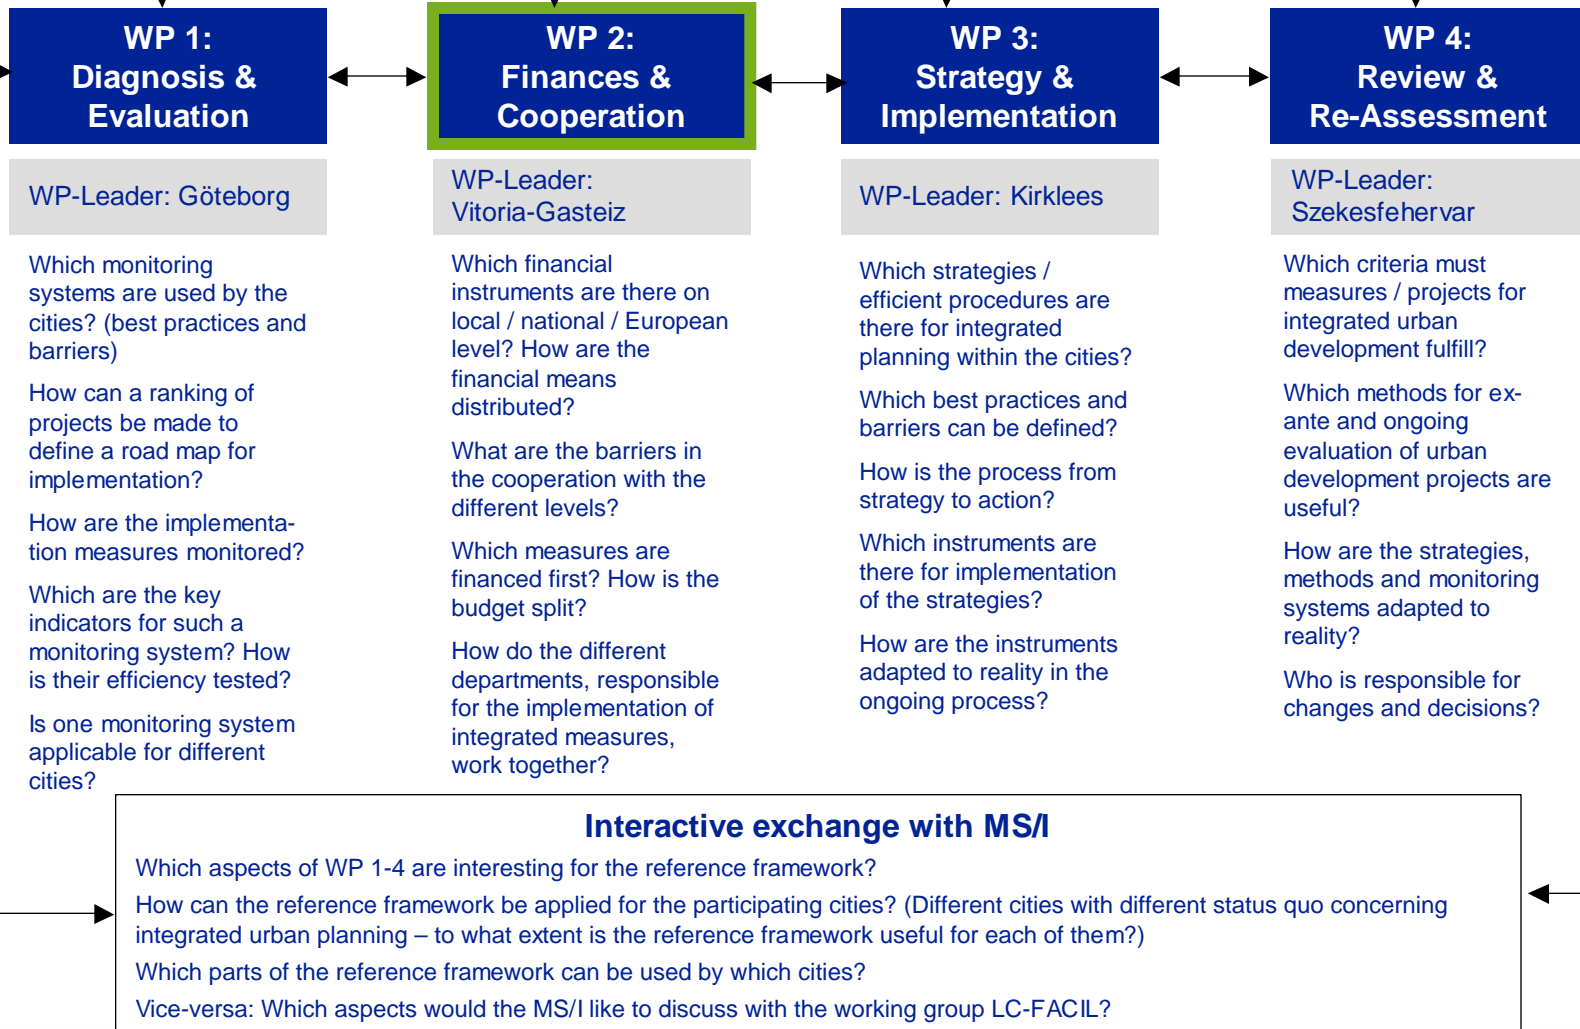 WP 1:
Diagnosis &
Evaluation
WP-Leader: Göteborg
Which monitoring
systems are used by the
cities? (best practices and
barriers)
How can a ranking of
projects be made to
define a road map for
implementation?
How are the implementa-
tion measures monitored?
Which are the key
indicators for such a
monitoring system? How
is their efficiency tested?
Is one monitoring system
applicable for different
cities?
WP 2:
Finances &
Cooperation
WP-Leader:
Vitoria-Gasteiz
Which financial
instruments are there on
local / national / European
level? How are the
financial means
distributed?
What are the barriers in
the cooperation with the
different levels?
Which measures are
financed first? How is the
budget split?
How do the different
departments, responsible
for the implementation of
integrated measures,
work together?
WP 3:
Strategy &
Implementation
WP-Leader: Kirklees
Which strategies /
efficient procedures are
there for integrated
planning within the cities?
Which best practices and
barriers can be defined?
How is the process from
strategy to action?
Which instruments are
there for implementation
of the strategies?
How are the instruments
adapted to reality in the
ongoing process?
WP 4:
Review &
Re-Assessment
WP-Leader:
Szekesfehervar
Which criteria must
measures / projects for
integrated urban
development fulfill?
Which methods for ex-
ante and ongoing
evaluation of urban
development projects are
useful?
How are the strategies,
methods and monitoring
systems adapted to
reality?
Who is responsible for
changes and decisions?
Interactive exchange with MS/I
Which aspects of WP 1-4 are interesting for the reference framework?
How can the reference framework be applied for the participating cities? (Different cities with different status quo concerning
integrated urban planning – to what extent is the reference framework useful for each of them?)
Which parts of the reference framework can be used by which cities?
Vice-versa: Which aspects would the MS/I like to discuss with the working group LC-FACIL?